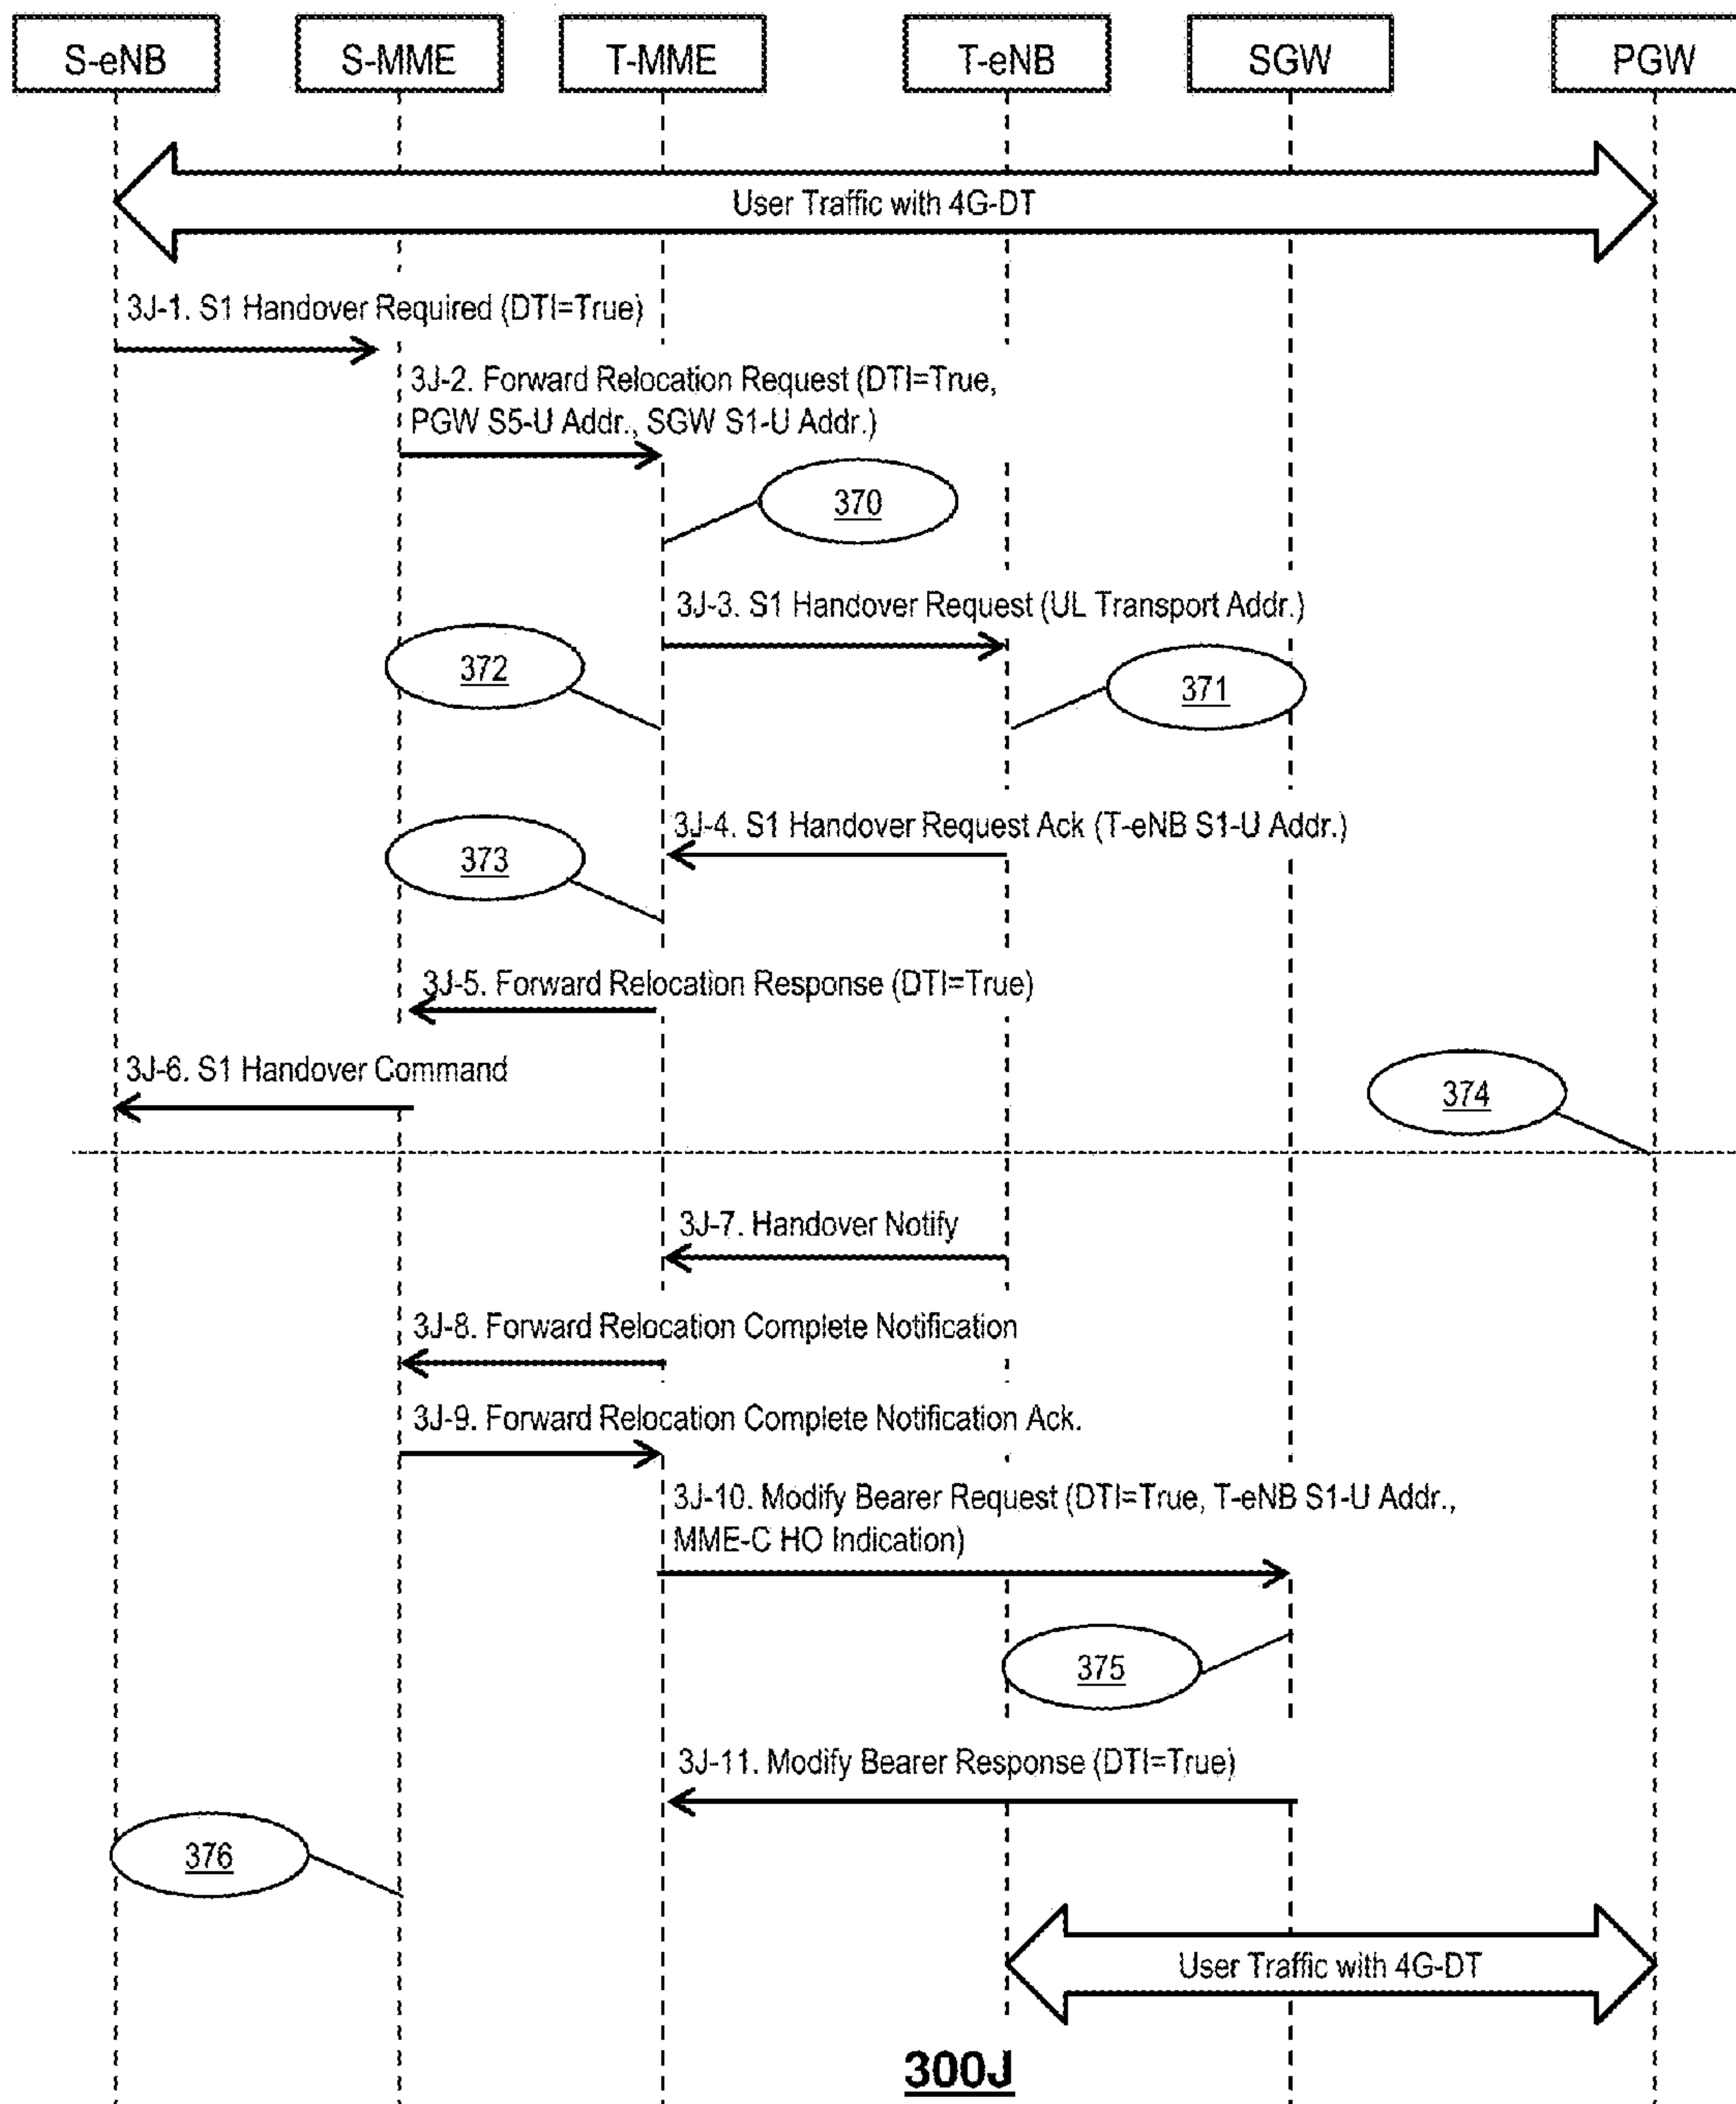 S-eNB S-MME T-MME T-eNB SGW PGW
User Traffic with 4G-DT
3J-1. S1 Handover Required (DTI=True)
3J-2. Forward Relocation Request (DTI=True,
PGW S5-U Addr., SGW S1-U Addr.)
370
3J-3. S1 Handover Request (UL Transport Addr.)
372
371
3J-4. S1 Handover Request Ack (T-eNB S1-U Addr.)
373
3J-5. Forward Relocation Response (DTI=True)
3J-6. S1 Handover Command
374
3J-7. Handover Notify
3J-8. Forward Relocation Complete Notification
3J-9. Forward Relocation Complete Notification Ack.
3J-10. Modify Bearer Request (DTI=True, T-eNB S1-U Addr.,
MME-C HO Indication)
375
3J-11. Modify Bearer Response (DTI=True)
376
User Traffic with 4G-DT
300J